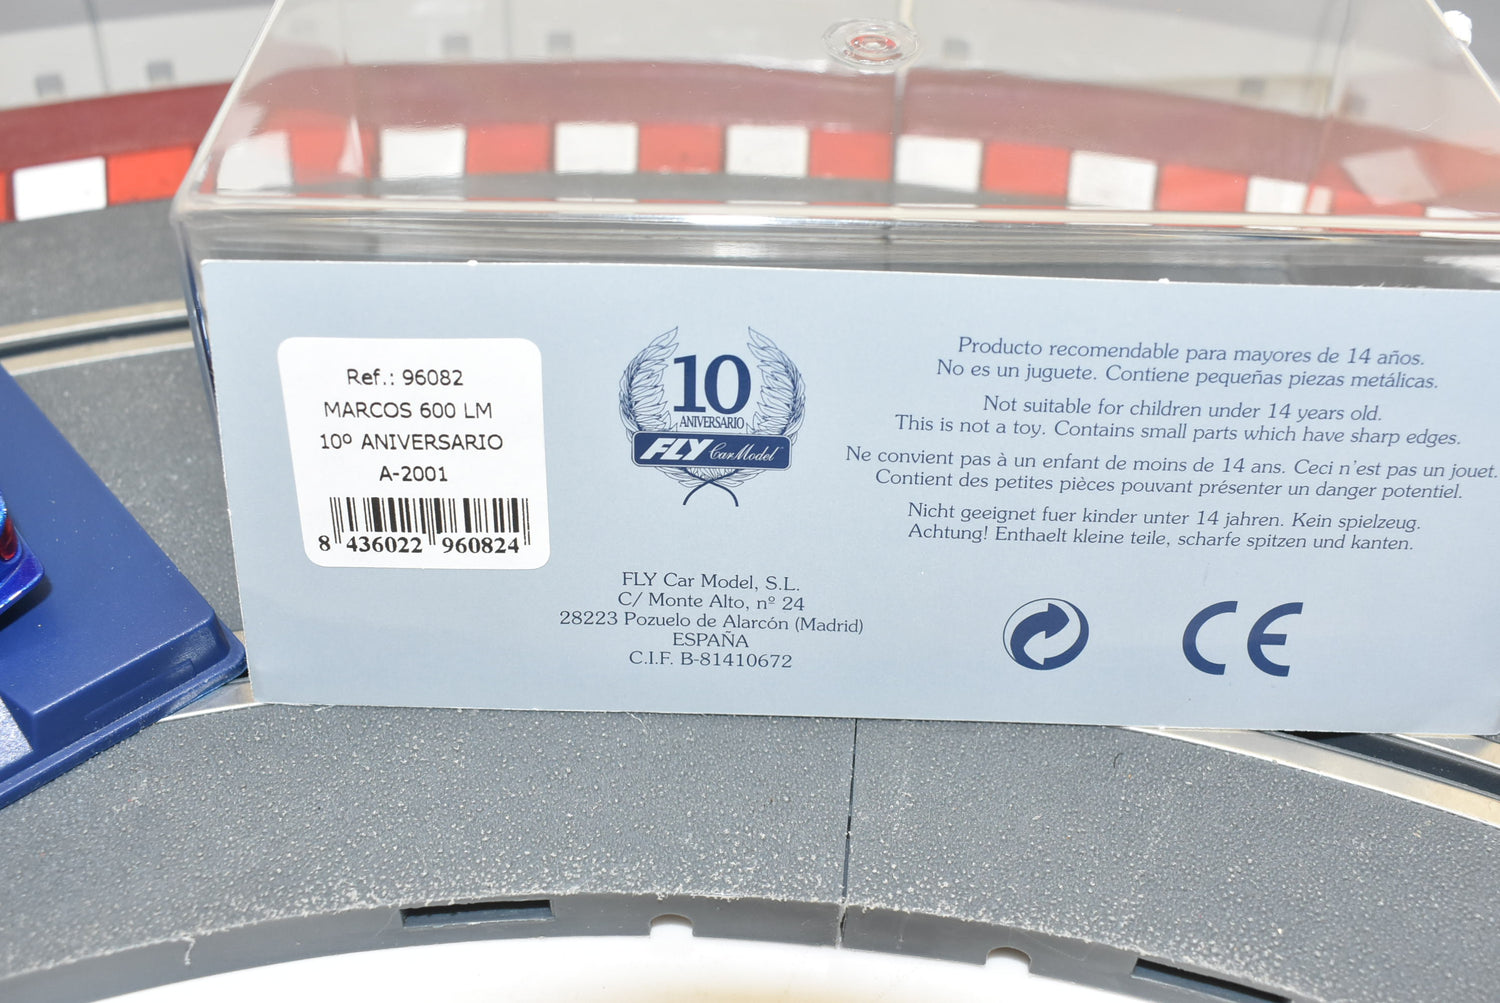 Ref.: 96082
MARCOS 600 LM
10º ANIVERSARIO
A-2001
8 436022 960824
10
ANIVERSARIO
FLY Car Model
Producto recomendable para mayores de 14 años.
No es un juguete. Contiene pequeñas piezas metálicas.
Not suitable for children under 14 years old.
This is not a toy. Contains small parts which have sharp edges.
Ne convient pas à un enfant de moins de 14 ans. Ceci n'est pas un jouet.
Contient des petites pièces pouvant présenter un danger potentiel.
Nicht geeignet fuer kinder unter 14 jahren. Kein spielzeug.
Achtung! Enthaelt kleine teile, scharfe spitzen und kanten.
FLY Car Model, S.L.
C/ Monte Alto, nº 24
28223 Pozuelo de Alarcón (Madrid)
ESPAÑA
C.I.F. B-81410672
CE